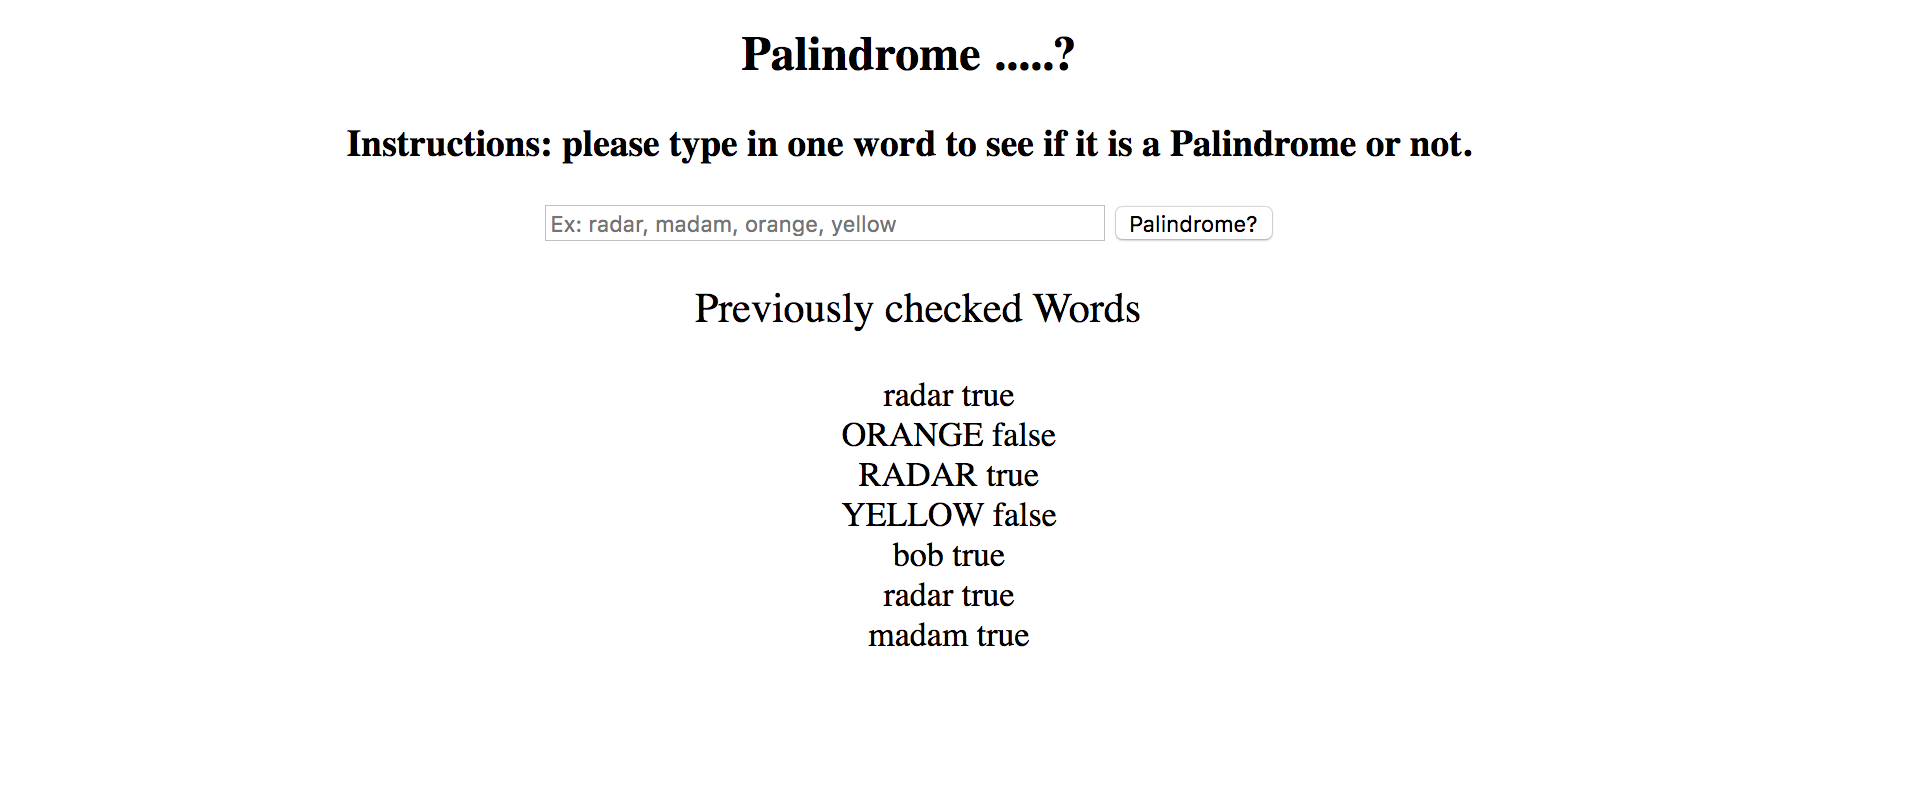 Palindrome .....?
Instructions: please type in one word to see if it is a Palindrome or not.
Ex: radar, madam, orange, yellow Palindrome?
Previously checked Words
radar true
ORANGE false
RADAR true
YELLOW false
bob true
radar true
madam true